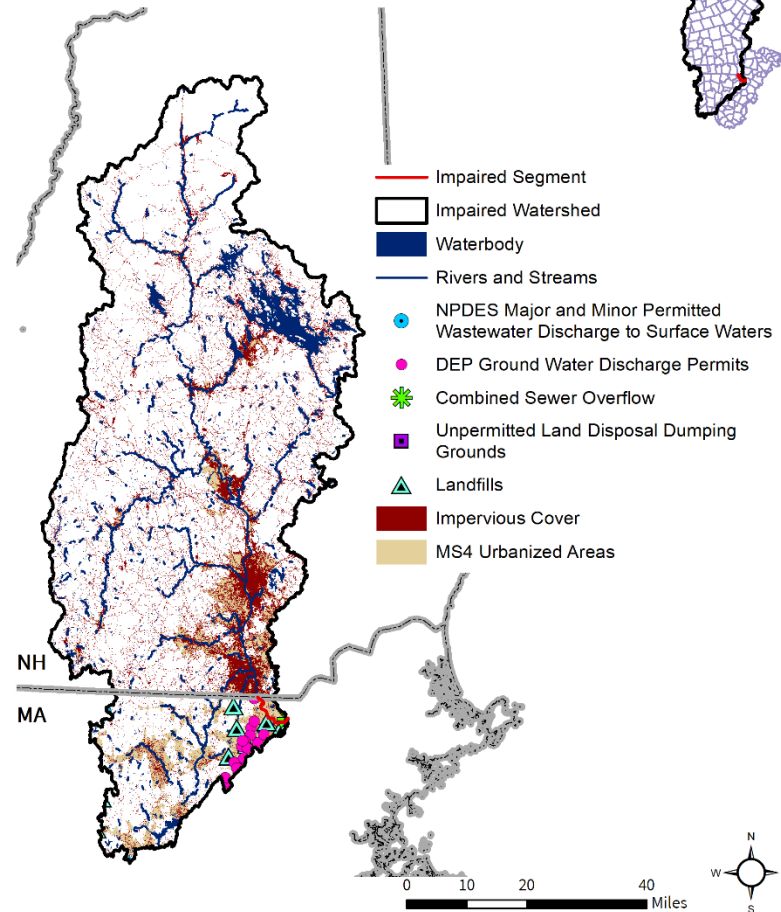 Impaired Segment
Impaired Watershed
Waterbody
Rivers and Streams
NPDES Major and Minor Permitted
Wastewater Discharge to Surface Waters
DEP Ground Water Discharge Permits
Combined Sewer Overflow
Unpermitted Land Disposal Dumping
Grounds
Landfills
Impervious Cover
MS4 Urbanized Areas
NH
MA
N
W E
S
0 10 20 40
Miles